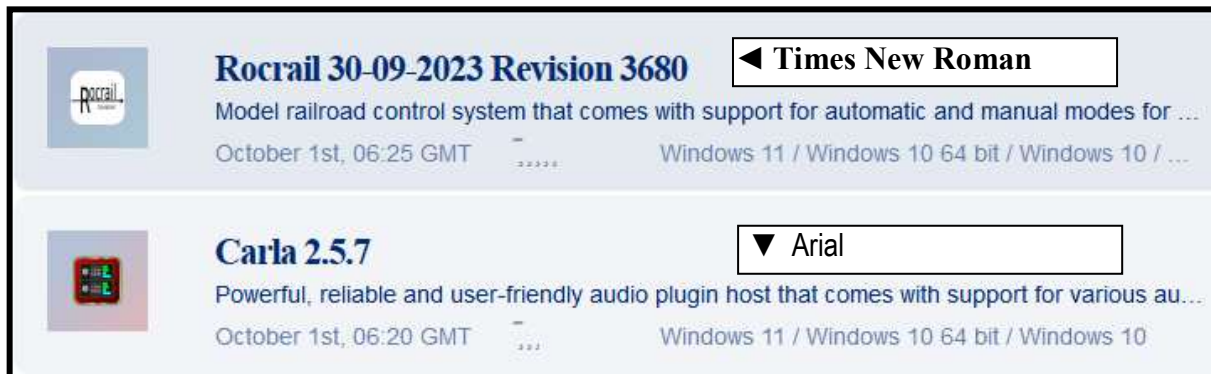 Rocrail
Rocrail 30-09-2023 Revision 3680
◄ Times New Roman
Model railroad control system that comes with support for automatic and manual modes for ...
October 1st, 06:25 GMT
Windows 11 / Windows 10 64 bit / Windows 10 / ...
Carla 2.5.7
▼ Arial
Powerful, reliable and user-friendly audio plugin host that comes with support for various au...
October 1st, 06:20 GMT
Windows 11 / Windows 10 64 bit / Windows 10